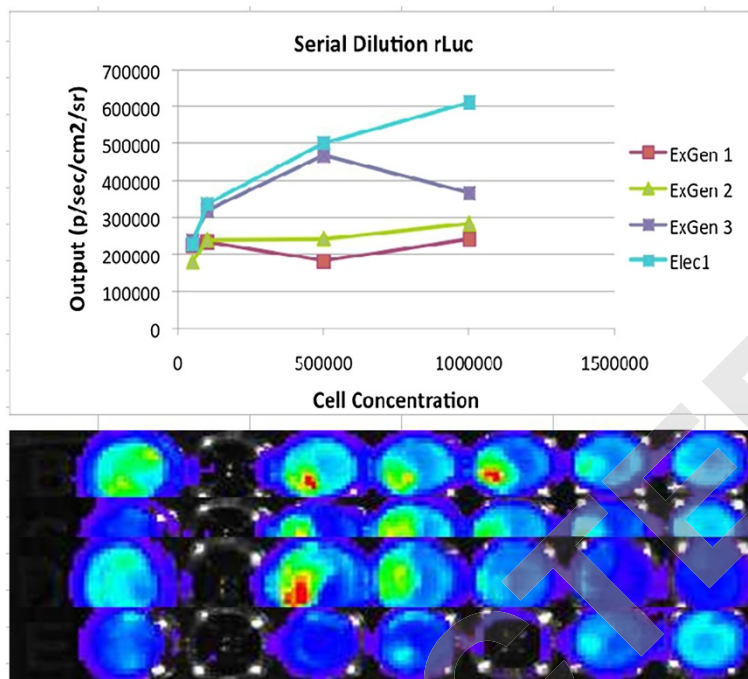 Serial Dilution rLuc
700000
600000
500000
400000
300000
200000
100000
0
Output (p/sec/cm2/sr)
0 500000 1000000 1500000
Cell Concentration
ExGen 1
ExGen 2
ExGen 3
Elec1
B
D
E